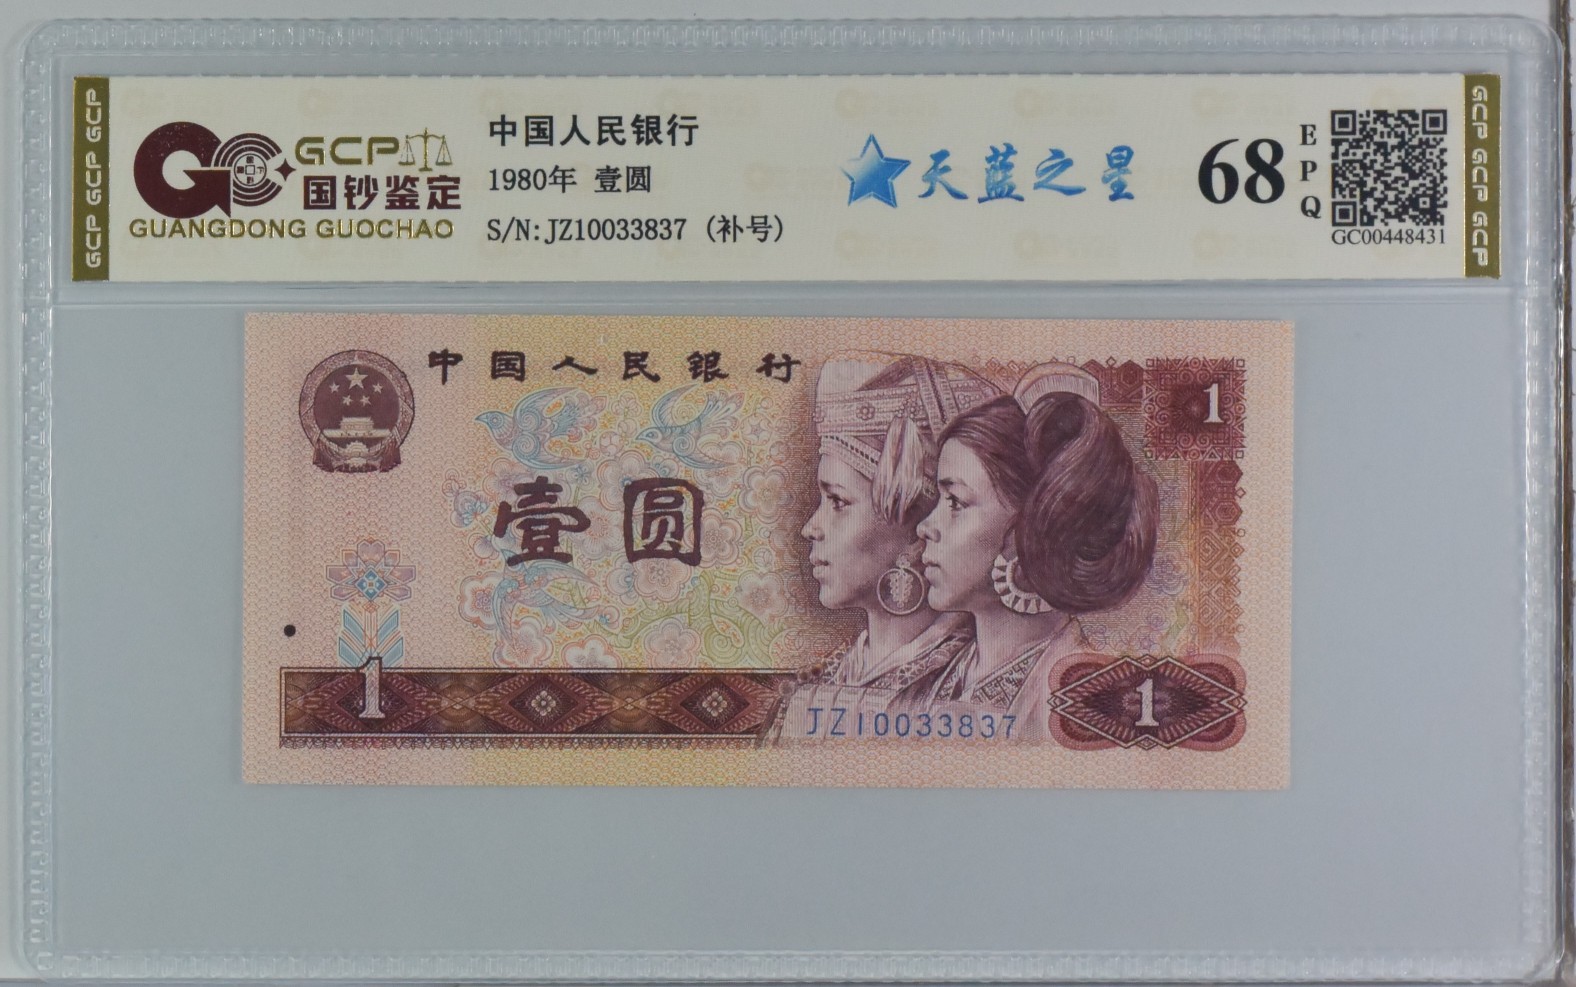 GCP GCP GCP
GCP
国钞鉴定
GUANGDONG GUOCHAO
中国人民银行
1980年 壹圆
S/N:JZ10033837 (补号)
天蓝之星
68
EPQ
GC00448431
GCP GCP GCP
中国人民银行
1
壹圆
1
JZ10033837
1